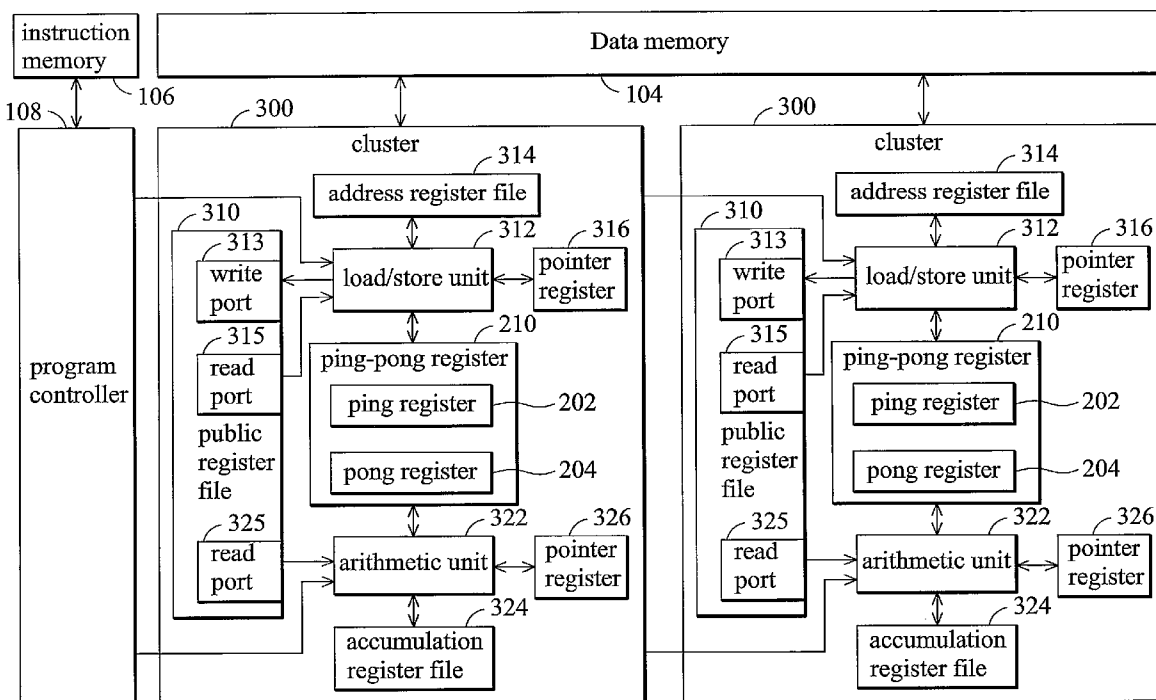 instruction
memory
106
Data memory
104
108
program
controller
300
cluster
314
address register file
310
313
write
port
312
load/store unit
316
pointer
register
315
read
port
210
ping-pong register
ping register
202
pong register
204
public
register
file
325
read
port
322
arithmetic unit
326
pointer
register
324
accumulation
register file
300
cluster
314
address register file
310
313
write
port
312
load/store unit
316
pointer
register
315
read
port
210
ping-pong register
ping register
202
pong register
204
public
register
file
325
read
port
322
arithmetic unit
326
pointer
register
324
accumulation
register file